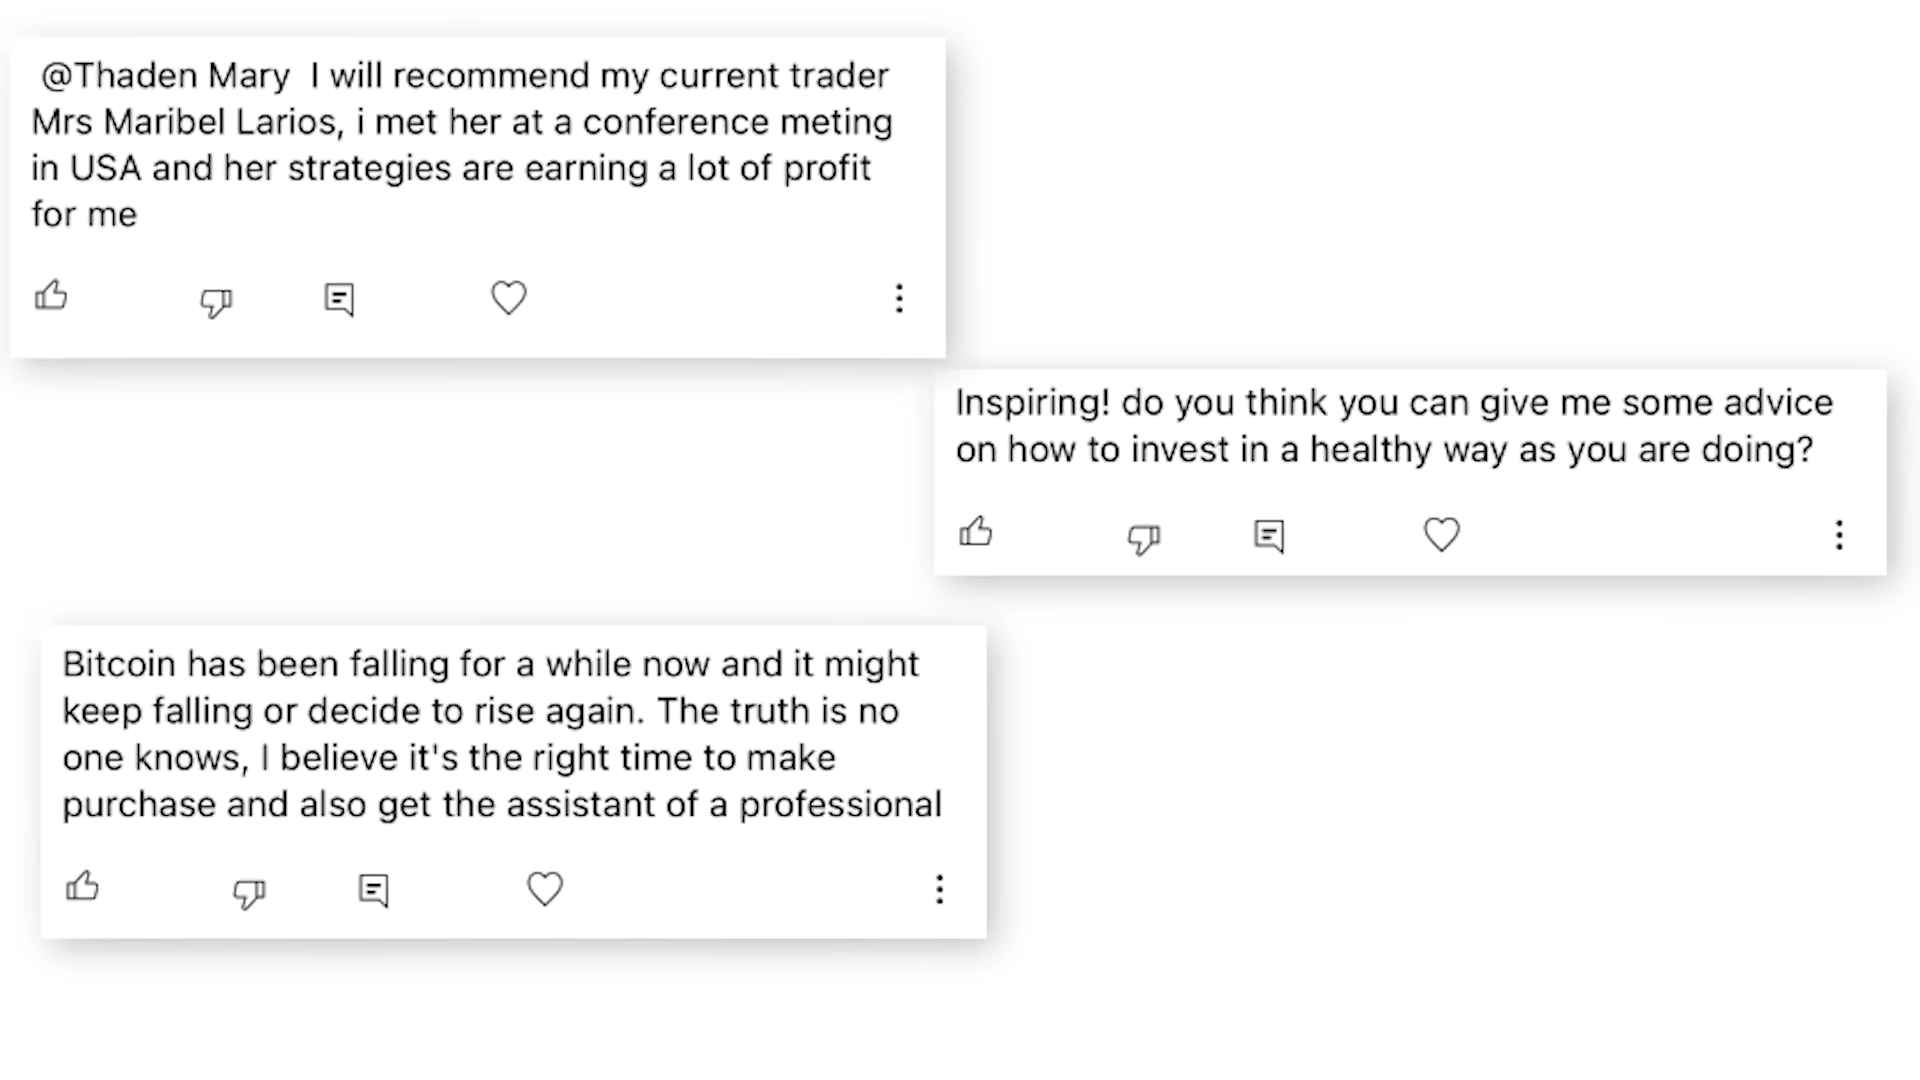 @Thaden Mary  I will recommend my current trader
Mrs Maribel Larios, i met her at a conference meting
in USA and her strategies are earning a lot of profit
for me
Inspiring! do you think you can give me some advice
on how to invest in a healthy way as you are doing?
Bitcoin has been falling for a while now and it might
keep falling or decide to rise again. The truth is no
one knows, I believe it's the right time to make
purchase and also get the assistant of a professional